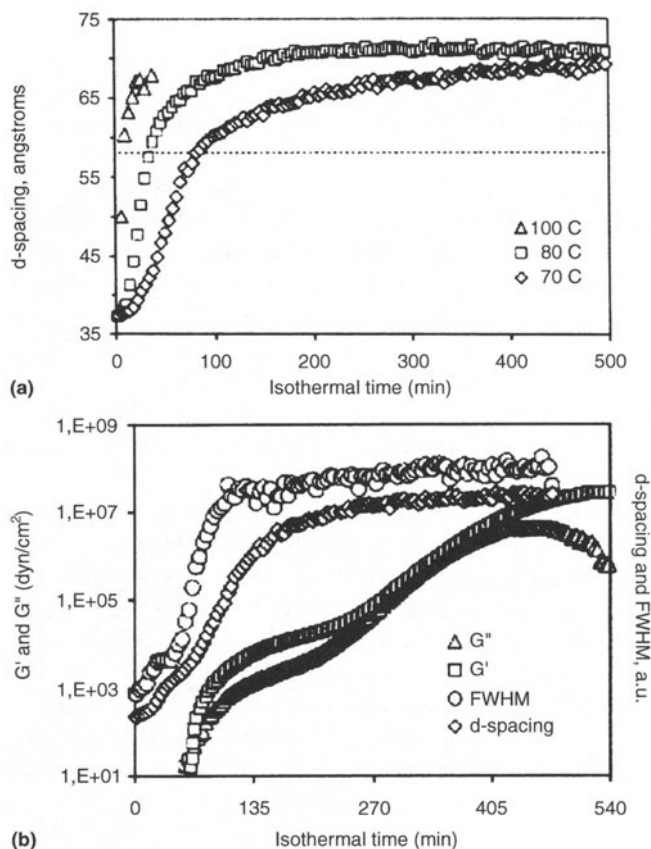 75
65
55
45
35
d-spacing, angstroms
100 C
80 C
70 C
0 100 200 300 400 500
(a)
Isothermal time (min)
1,E+09
1,E+07
1,E+05
1,E+03
1,E+01
G' and G" (dyn/cm²)
d-spacing and FWHM, a.u.
G"
G'
FWHM
d-spacing
0 135 270 405 540
(b)
Isothermal time (min)